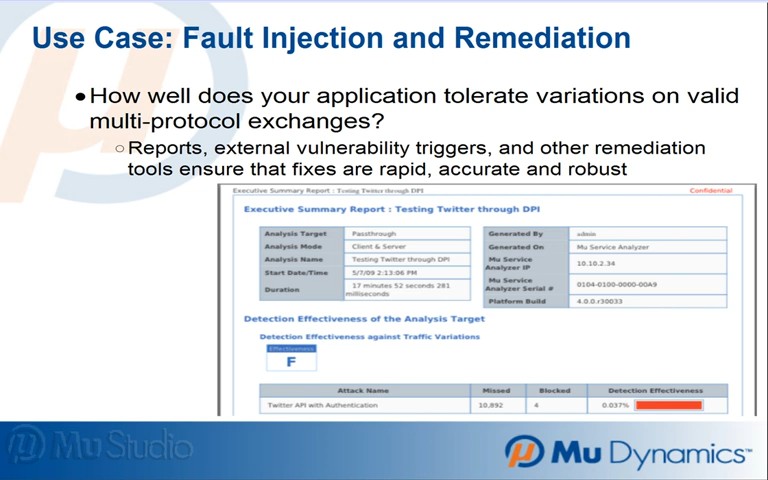 Use Case: Fault Injection and Remediation
●How well does your application tolerate variations on valid
multi-protocol exchanges?
○Reports, external vulnerability triggers, and other remediation
tools ensure that fixes are rapid, accurate and robust
Executive Summary Report : Testing Twitter through DPI Confidential
Executive Summary Report : Testing Twitter through DPI
Analysis Target Passthrough
Analysis Mode Client & Server
Analysis Name Testing Twitter through DPI
Start Date/Time 5/7/09 2:13:06 PM
Duration 17 minutes 52 seconds 281
milliseconds
Generated By admin
Generated On Mu Service Analyzer
Mu Service
Analyzer IP 10.10.2.34
Mu Service
Analyzer Serial # 0104-0100-0000-00A9
Platform Build 4.0.0.r30033
Detection Effectiveness of the Analysis Target
Detection Effectiveness against Traffic Variations
Effectiveness
F
Attack Name Missed Blocked Detection Effectiveness
Twitter API with Authentication 10,892 4 0.037%
Mu Studio
Mu Dynamics™